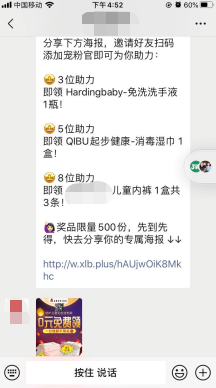 中国移动
下午4:52
60%
分享下方海报，邀请好友扫码
添加宠粉官即可为你助力：
3位助力
即领 Hardingbaby-免洗洗手液
1瓶！
5位助力
即领 QIBU起步健康-消毒湿巾 1
盒！
8位助力
即领 儿童内裤 1盒共
3条！
奖品限量 500份，先到先
得，快去分享你的专属海报 ↓↓
http://w.xlb.plus/hAUjwOiK8Mk
hc
0元免费领
按住 说话